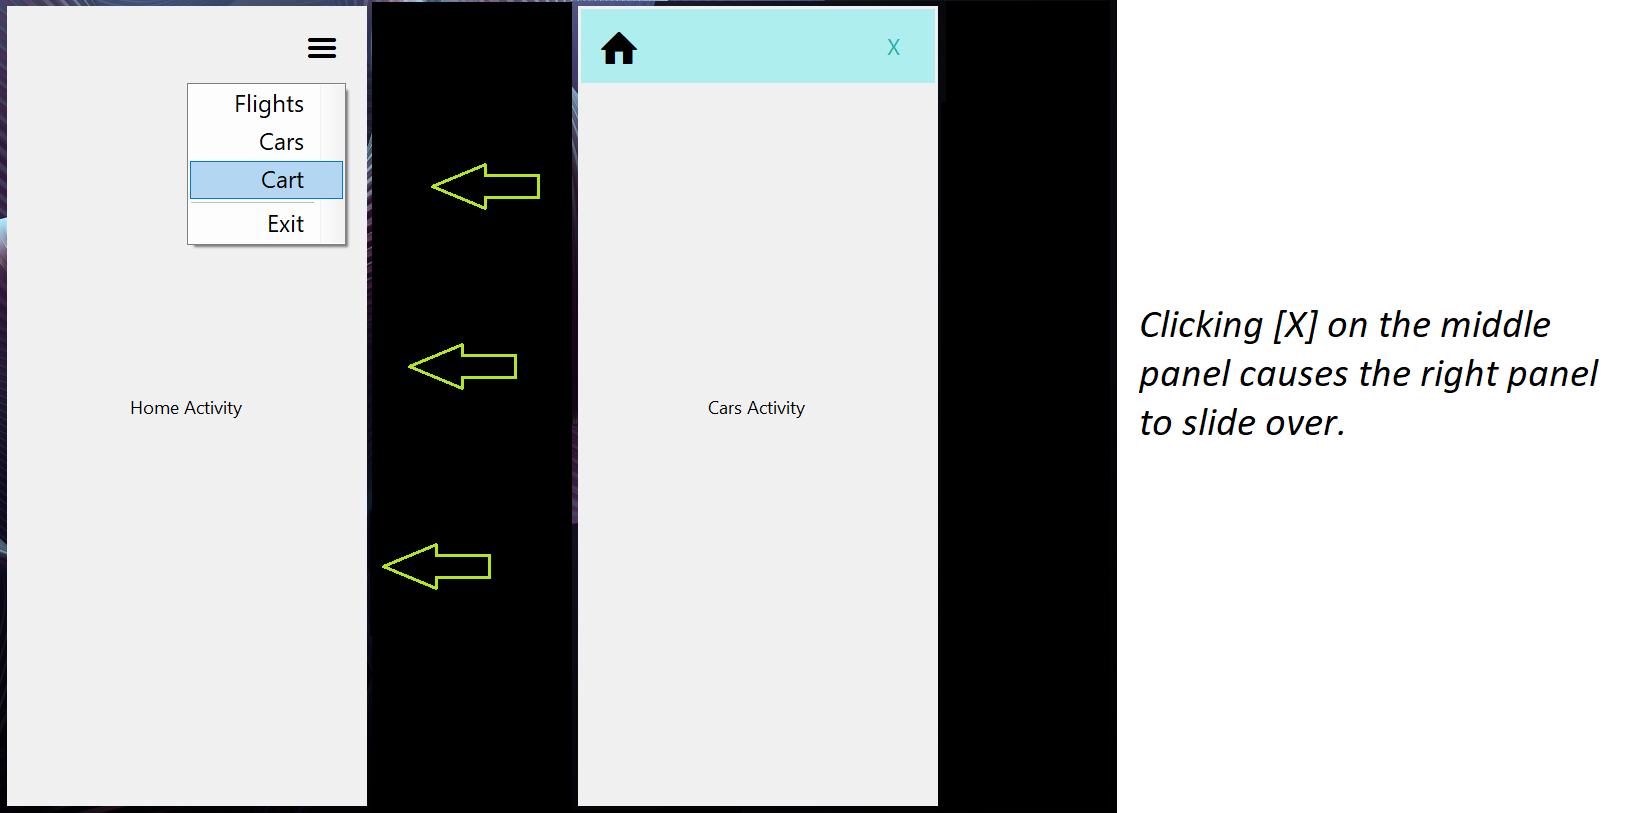 Flights
Cars
Cart
Exit
Home Activity
X
Cars Activity
Clicking [X] on the middle
panel causes the right panel
to slide over.